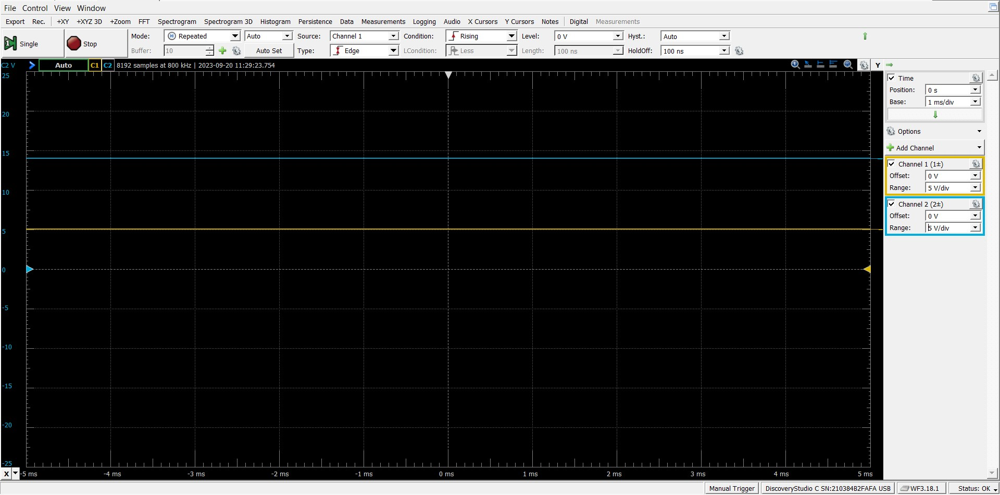 File Control View Window
Export Rec. +XY +XYZ 3D +Zoom FFT Spectrogram Spectrogram 3D Histogram Persistence Data Measurements Logging Audio X Cursors Y Cursors Notes Digital Measurements
Single Stop Mode: Repeated Auto Source: Channel 1 Condition: Rising Level: 0 V Hyst.: Auto
Buffer: 10 Auto Set Type: Edge LCondition: Less Length: 100 ns HoldOff: 100 ns
C2 V Auto C1 C2 8192 samples at 800 kHz | 2023-09-20 11:29:23.754 Y
25
20
15
10
5
0
-5
-10
-15
-20
-25
X -5 ms -4 ms -3 ms -2 ms -1 ms 0 ms 1 ms 2 ms 3 ms 4 ms 5 ms
Time
Position: 0 s
Base: 1 ms/div
Options
Add Channel
Channel 1 (1±)
Offset: 0 V
Range: 5 V/div
Channel 2 (2±)
Offset: 0 V
Range: 5 V/div
Manual Trigger DiscoveryStudio C SN:210384B2FAFA USB WF3.18.1 Status: OK